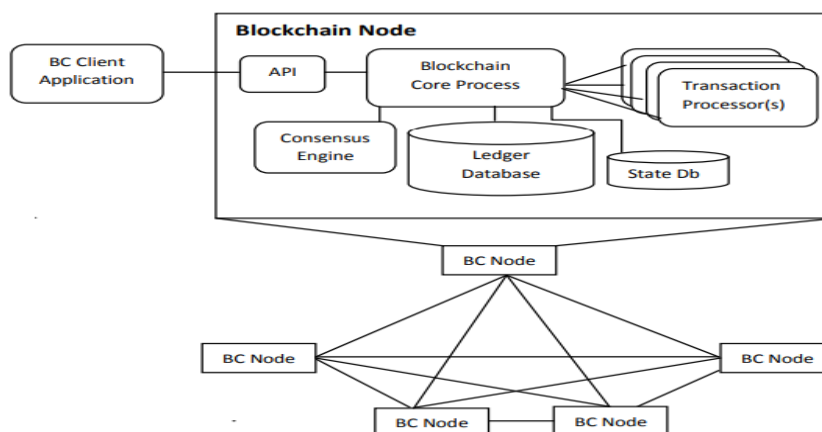 Blockchain Node
BC Client
Application
API
Blockchain
Core Process
Transaction
Processor(s)
Consensus
Engine
Ledger
Database
State Db
BC Node
BC Node
BC Node
BC Node
BC Node